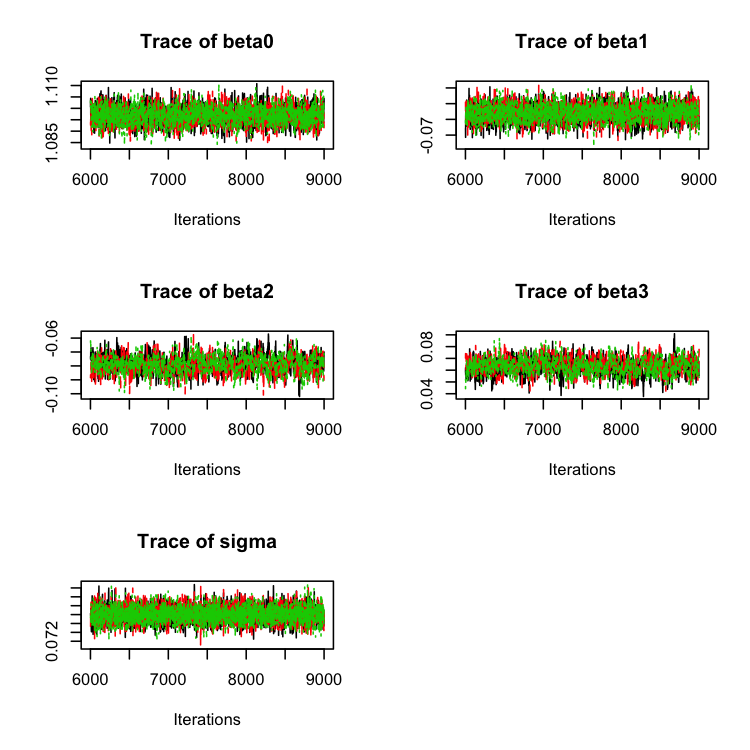 Trace of beta0
Trace of beta1
1.085 1.110
-0.07
6000 7000 8000 9000
6000 7000 8000 9000
Iterations
Iterations
Trace of beta2
Trace of beta3
-0.10 -0.06
0.04 0.08
6000 7000 8000 9000
6000 7000 8000 9000
Iterations
Iterations
Trace of sigma
0.072
6000 7000 8000 9000
Iterations